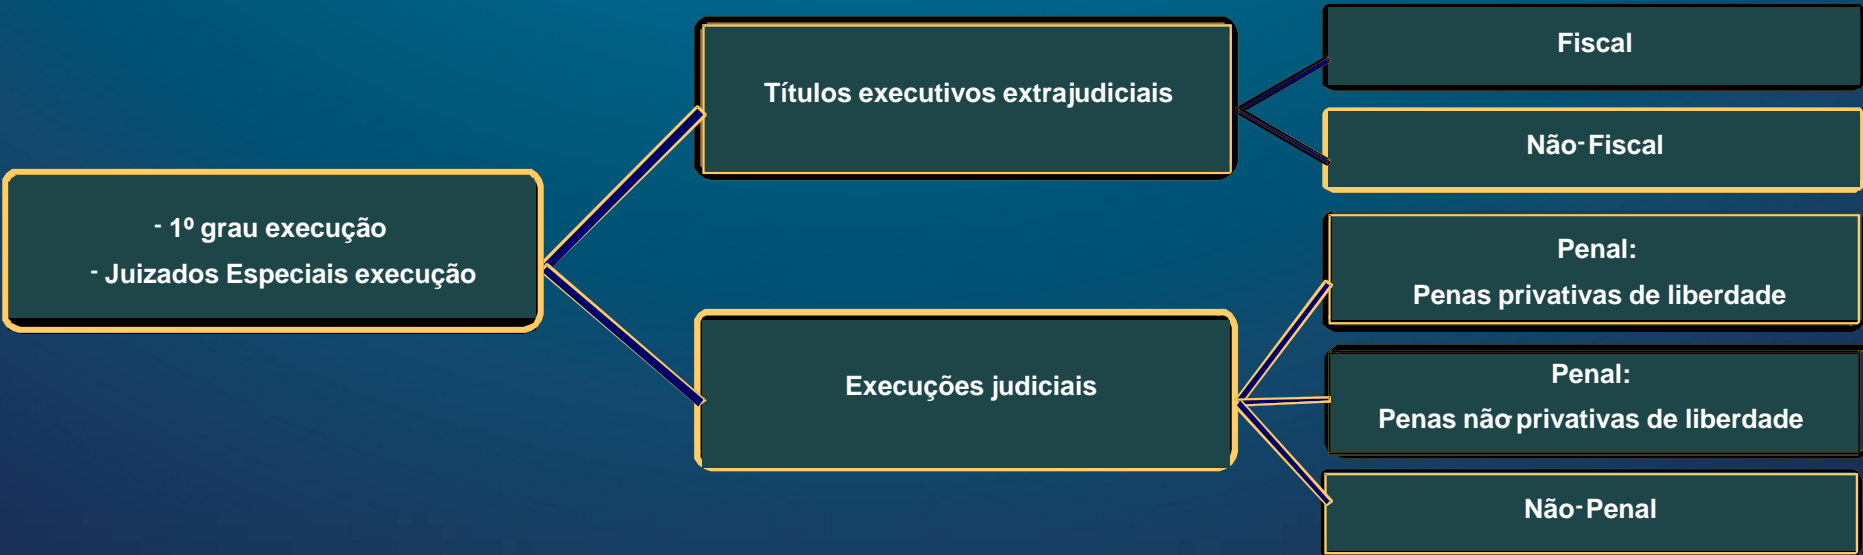 - 1º grau execução
- Juizados Especiais execução
Títulos executivos extrajudiciais
Execuções judiciais
Fiscal
Não-Fiscal
Penal:
Penas privativas de liberdade
Penal:
Penas não privativas de liberdade
Não-Penal